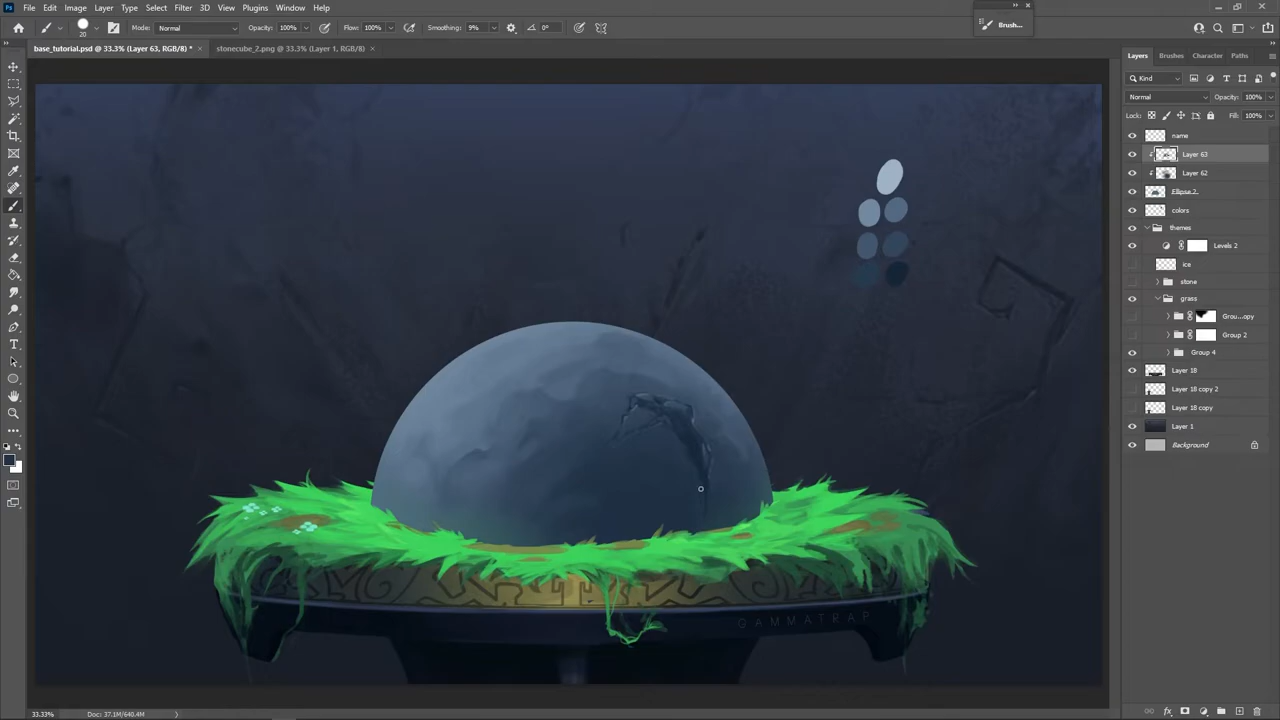 Ps File Edit Image Layer Type Select Filter 3D View Plugins Window Help
20 Mode: Normal Opacity: 100% Flow: 100% Smoothing: 9% 0°
Brush...
base_tutorial.psd @ 33.3% (Layer 63, RGB/8) * × stonecube_2.png @ 33.3% (Layer 1, RGB/8) ×
Layers Brushes Character Paths
Kind
Normal Opacity: 100%
Lock: Fill: 100%
name
Layer 63
Layer 62
Ellipse 2
colors
themes
Levels 2
ice
stone
grass
Grou...opy
Group 2
Group 4
Layer 18
Layer 18 copy 2
Layer 18 copy
Layer 1
Background
GAMMATRAP
33.33% Doc: 37.1M/640.4M